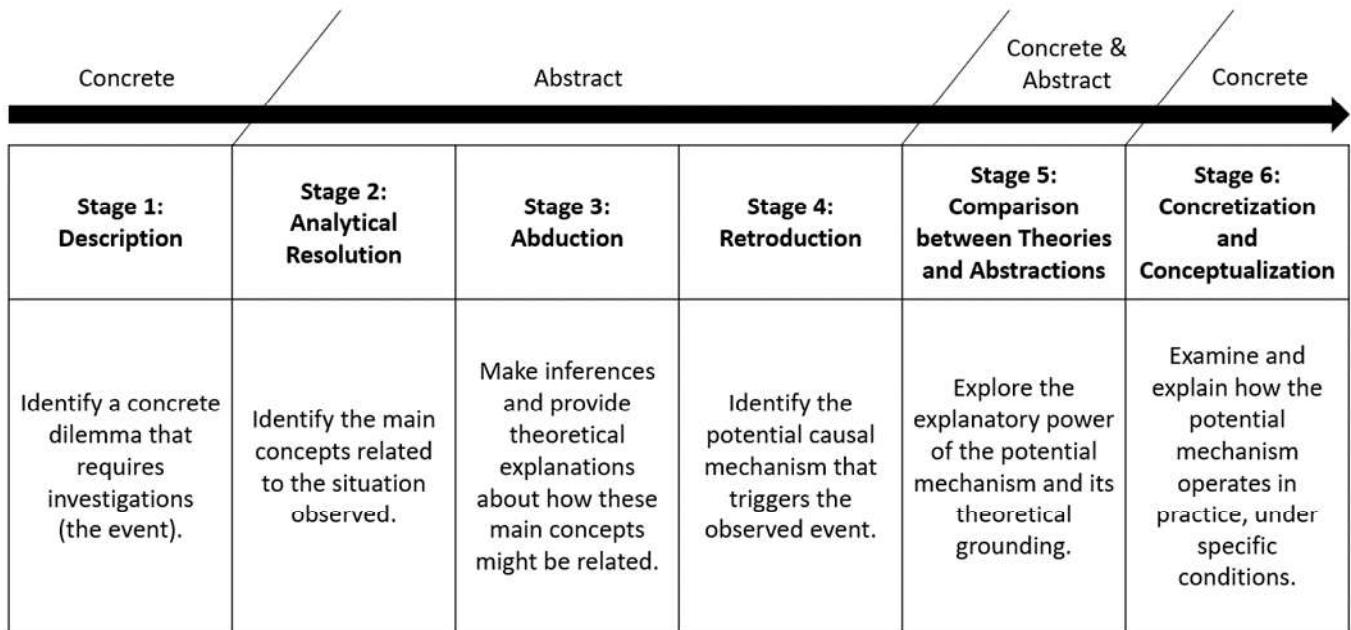 Concrete
Abstract
Concrete &
Abstract
Concrete
Stage 1:
Description
Stage 2:
Analytical
Resolution
Stage 3:
Abduction
Stage 4:
Retroduction
Stage 5:
Comparison
between Theories
and Abstractions
Stage 6:
Concretization
and
Conceptualization
Identify a concrete
dilemma that
requires
investigations
(the event).
Identify the main
concepts related
to the situation
observed.
Make inferences
and provide
theoretical
explanations
about how these
main concepts
might be related.
Identify the
potential causal
mechanism that
triggers the
observed event.
Explore the
explanatory power
of the potential
mechanism and its
theoretical
grounding.
Examine and
explain how the
potential
mechanism
operates in
practice, under
specific
conditions.